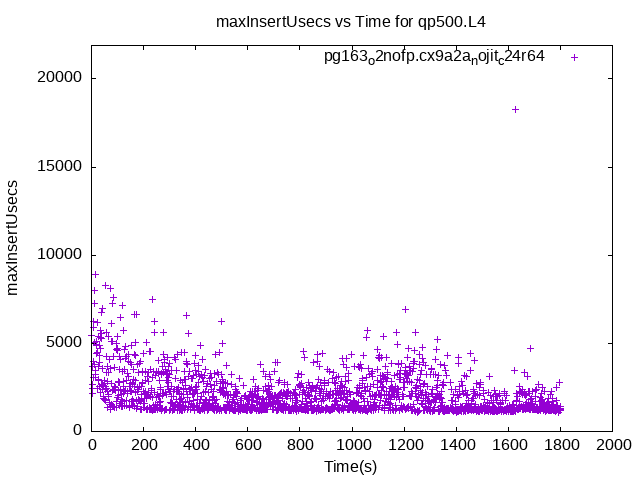 maxInsertUsecs vs Time for qp500.L4
pg163o2nofp.cx9a2anojitc24r64
20000
15000
10000
5000
0
maxInsertUsecs
0 200 400 600 800 1000 1200 1400 1600 1800 2000
Time(s)